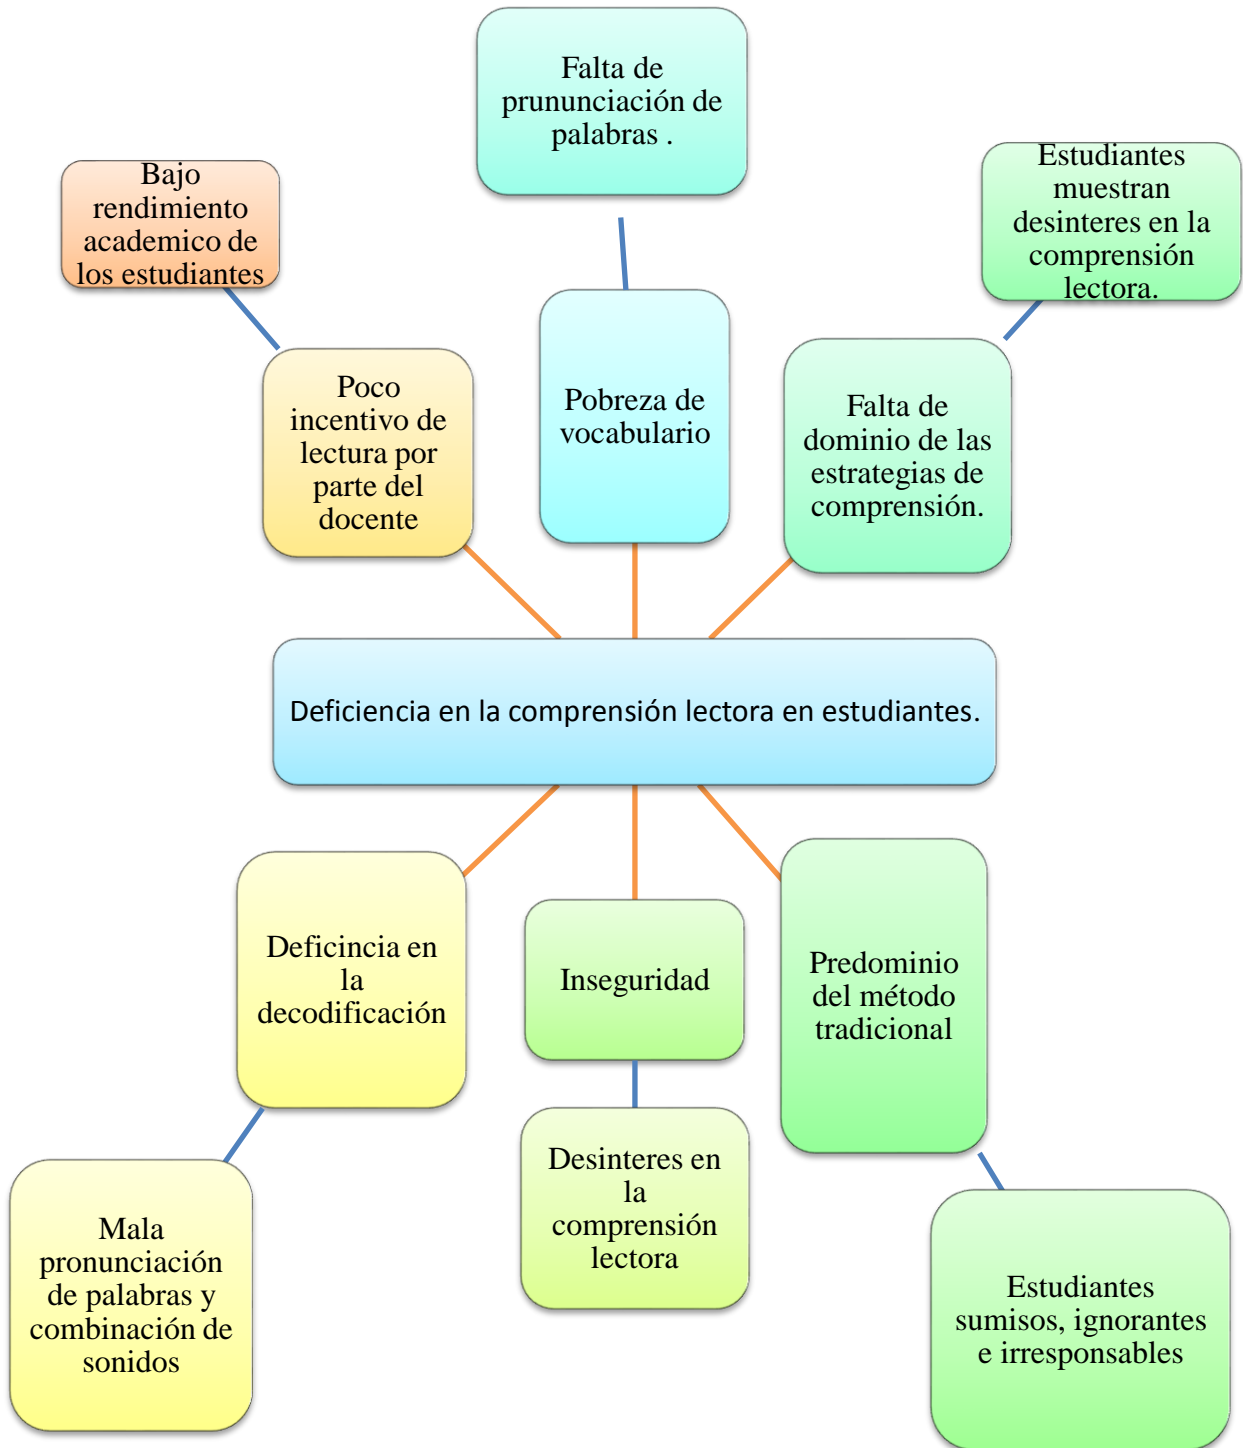 Falta de
prununciación de
palabras .
Bajo
rendimiento
academico de
los estudiantes
Estudiantes
muestran
desinteres en la
comprensión
lectora.
Poco
incentivo de
lectura por
parte del
docente
Pobreza de
vocabulario
Falta de
dominio de las
estrategias de
comprensión.
Deficiencia en la comprensión lectora en estudiantes.
Deficincia en
la
decodificación
Inseguridad
Predominio
del método
tradicional
Mala
pronunciación
de palabras y
combinación de
sonidos
Desinteres en
la
comprensión
lectora
Estudiantes
sumisos, ignorantes
e irresponsables